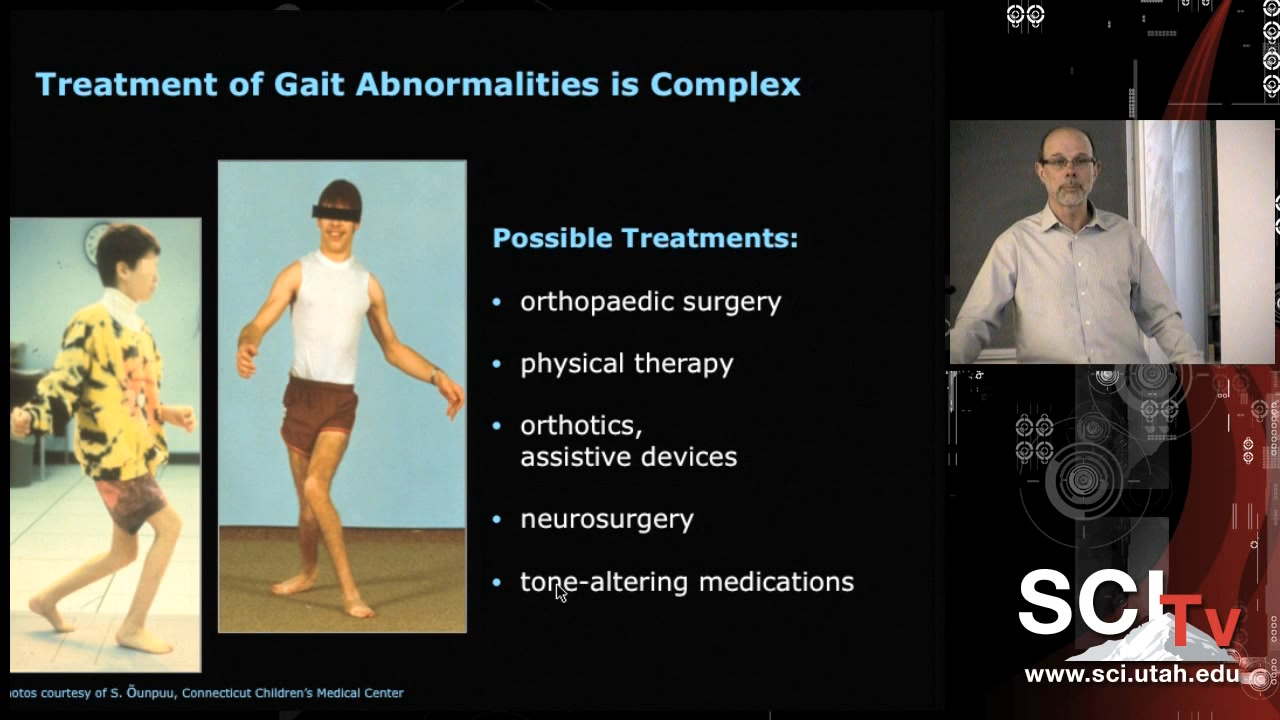 Treatment of Gait Abnormalities is Complex
Possible Treatments:
• orthopaedic surgery
• physical therapy
• orthotics,
assistive devices
• neurosurgery
• tone-altering medications
otos courtesy of S. Õunpuu, Connecticut Children's Medical Center
SCI TV
www.sci.utah.edu